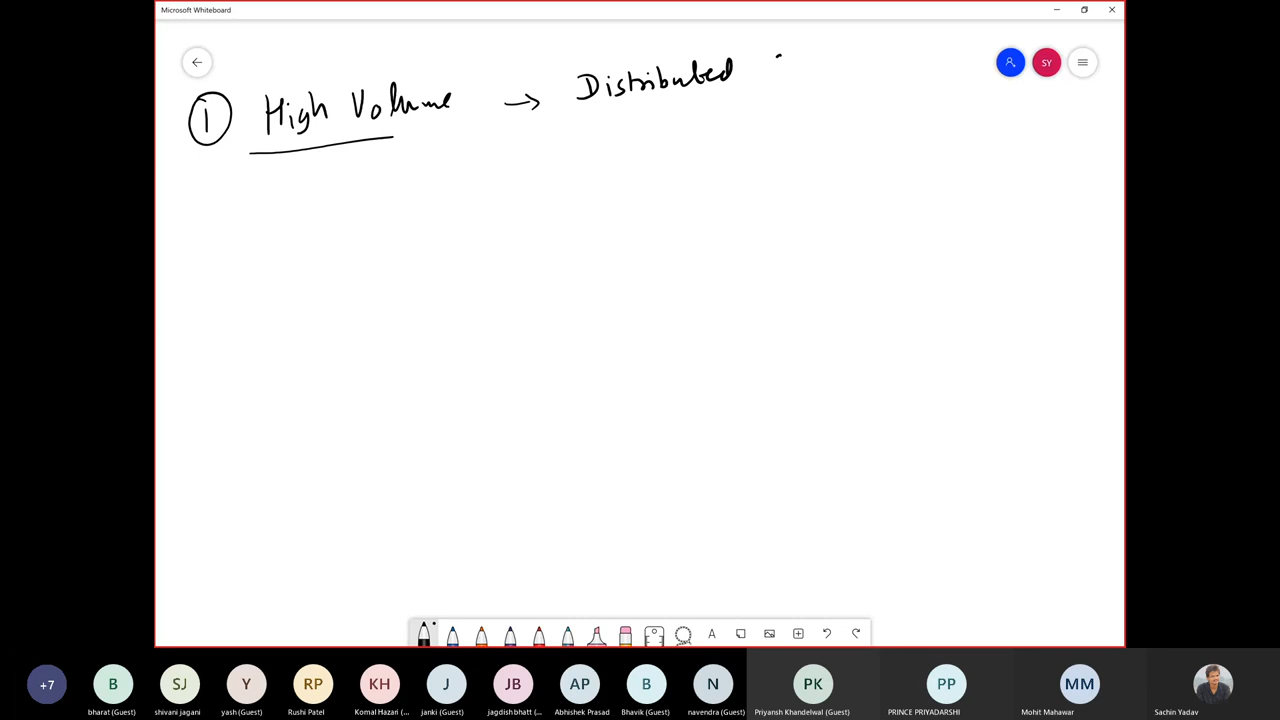 Microsoft Whiteboard
SY
① High Volume → Distributed
A
+7
B
SJ
Y
RP
KH
J
JB
AP
B
N
PK
PP
MM
bharat (Guest)
shivani jagani
yash (Guest)
Rushi Patel
Komal Hazari (...
janki (Guest)
jagdish bhatt (...
Abhishek Prasad
Bhavik (Guest)
navendra (Guest)
Priyansh Khandelwal (Guest)
PRINCE PRIYADARSHI
Mohit Mahawar
Sachin Yadav